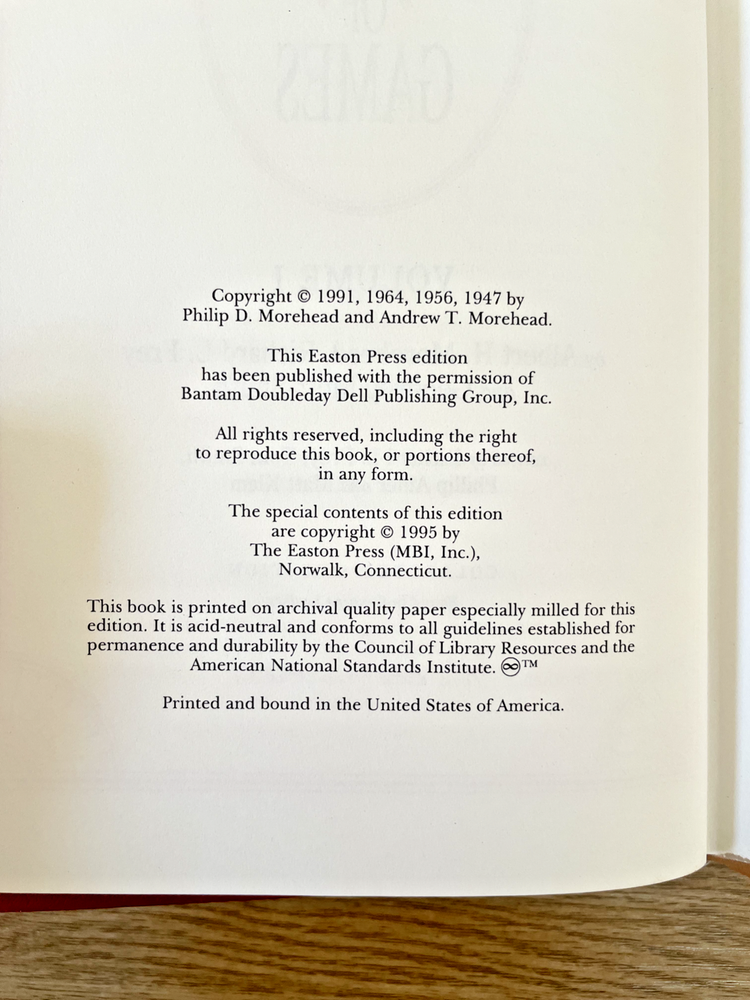 OF
GAMES
VOLUME I
Copyright © 1991, 1964, 1956, 1947 by
Philip D. Morehead and Andrew T. Morehead.
This Easton Press edition
has been published with the permission of
Bantam Doubleday Dell Publishing Group, Inc.
All rights reserved, including the right
to reproduce this book, or portions thereof,
in any form.
The special contents of this edition
are copyright © 1995 by
The Easton Press (MBI, Inc.),
Norwalk, Connecticut.
This book is printed on archival quality paper especially milled for this
edition. It is acid-neutral and conforms to all guidelines established for
permanence and durability by the Council of Library Resources and the
American National Standards Institute. ♾™
Printed and bound in the United States of America.